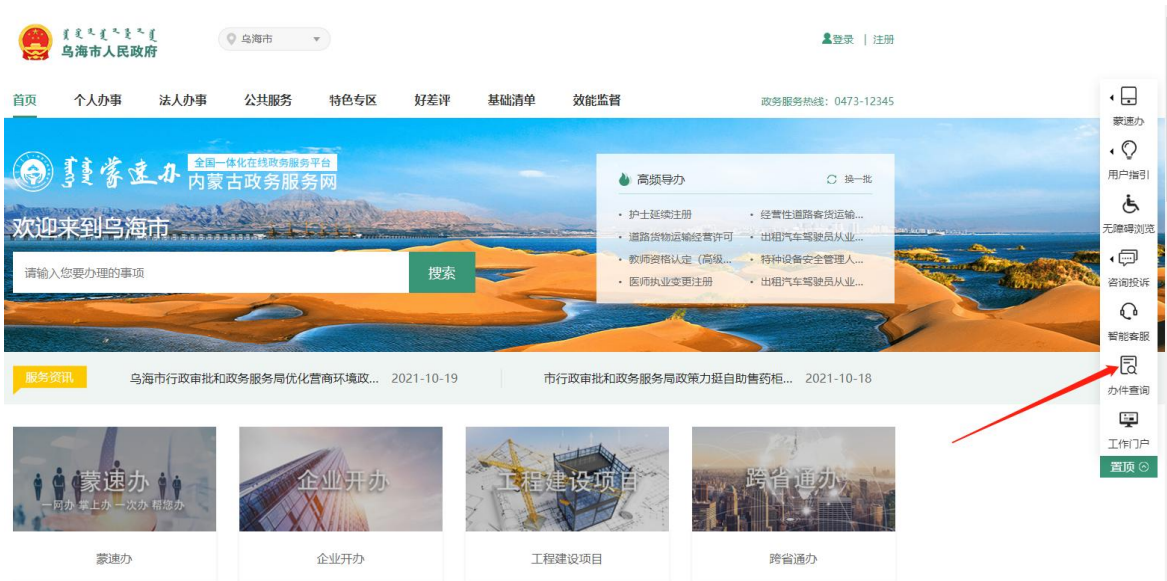 乌海市人民政府
乌海市
登录 | 注册
首页 个人办事 法人办事 公共服务 特色专区 好差评 基础清单 效能监督
政务服务热线: 0473-12345
蒙速办
全国一体化在线政务服务平台
内蒙古政务服务网
欢迎来到乌海市
请输入您要办理的事项
搜索
高频导办 换一批
• 护士延续注册 • 经营性道路客货运输...
• 道路货物运输经营许可 • 出租汽车驾驶员从业...
• 教师资格认定（高级... • 特种设备安全管理人...
• 医师执业变更注册 • 出租汽车驾驶员从业...
服务资讯
乌海市行政审批和政务服务局优化营商环境政... 2021-10-19
市行政审批和政务服务局政策力挺自助售药柜... 2021-10-18
蒙速办
一网办 掌上办 一次办 帮您办
蒙速办
企业开办
企业开办
工程建设项目
工程建设项目
跨省通办
跨省通办
蒙速办
用户指引
无障碍浏览
咨询投诉
智能客服
办件查询
工作门户
置顶